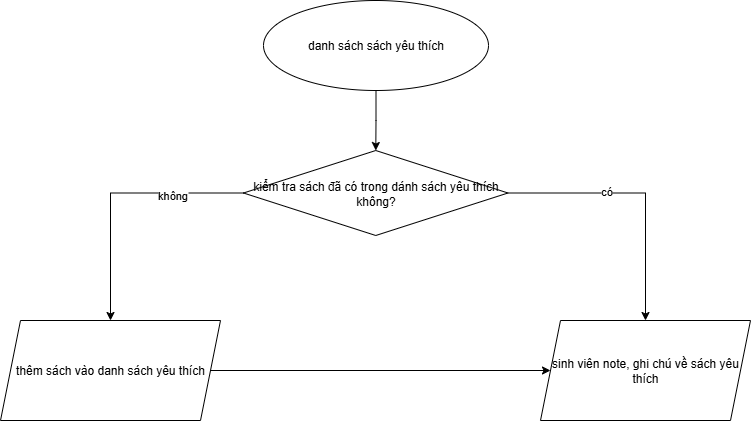 danh sách sách yêu thích
kiểm tra sách đã có trong dánh sách yêu thích
không?
không
có
thêm sách vào danh sách yêu thích
sinh viên note, ghi chú về sách yêu
thích